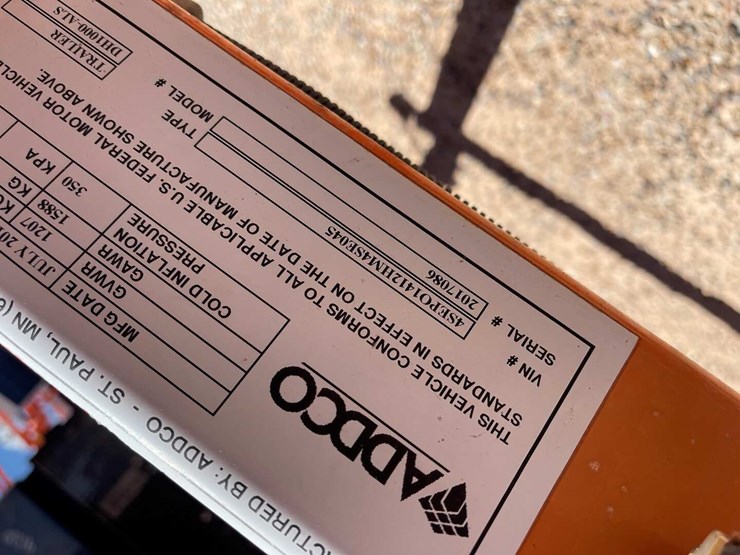 CTURED BY: ADDCO - ST. PAUL, MN
ADDCO
MFG DATE JULY
GVWR 1207
GAWR 1588 KG
COLD INFLATION PRESSURE 350 KPA
THIS VEHICLE CONFORMS TO ALL APPLICABLE U.S. FEDERAL MOTOR VEHICLE
STANDARDS IN EFFECT ON THE DATE OF MANUFACTURE SHOWN ABOVE.
VIN # 4SEPO1412HM4SE045 TYPE TRAILER
SERIAL # 2017086 MODEL # DH1000-ALS